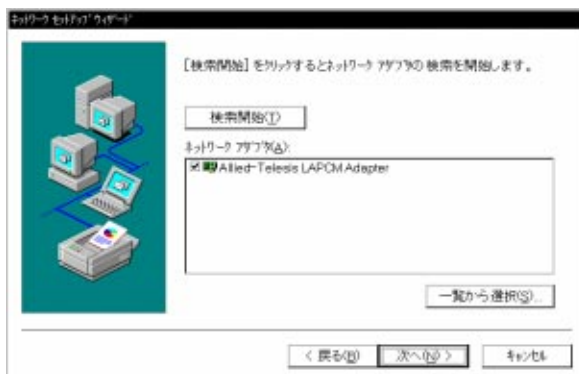 ネットワーク セットアップ ウィザード
[検索開始] をクリックするとネットワーク アダプタの 検索を開始します。
検索開始(T)
ネットワーク アダプタ(A):
Allied-Telesis LAPCM Adapter
一覧から選択(S)...
< 戻る(B)
次へ(N) >
キャンセル